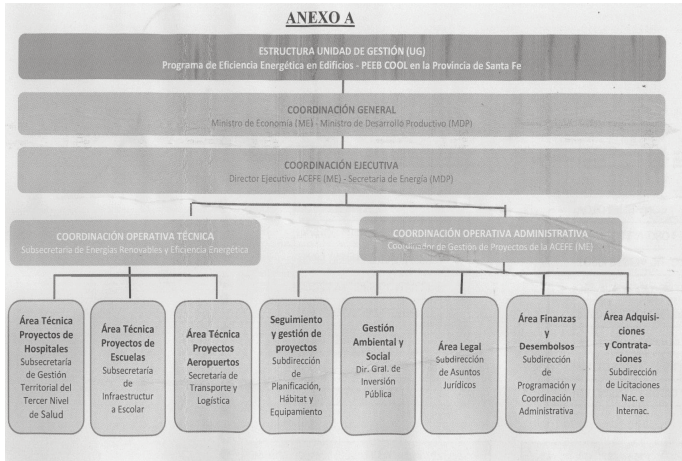 ANEXO A
ESTRUCTURA UNIDAD DE GESTIÓN (UG)
Programa de Eficiencia Energética en Edificios - PEEB COOL en la Provincia de Santa Fe
COORDINACIÓN GENERAL
Ministro de Economía (ME) - Ministro de Desarrollo Productivo (MDP)
COORDINACIÓN EJECUTIVA
Director Ejecutivo ACEFE (ME) - Secretaría de Energía (MDP)
COORDINACIÓN OPERATIVA TÉCNICA
Subsecretaría de Energías Renovables y Eficiencia Energética
COORDINACIÓN OPERATIVA ADMINISTRATIVA
Coordinador de Gestión de Proyectos de la ACEFE (ME)
Área Técnica
Proyectos de
Hospitales
Subsecretaría
de Gestión
Territorial del
Tercer Nivel
de Salud
Área Técnica
Proyectos de
Escuelas
Subsecretaría
de
Infraestructur
a Escolar
Área Técnica
Proyectos
Aeropuertos
Secretaría de
Transporte y
Logística
Seguimiento
y gestión de
proyectos
Subdirección
de
Planificación,
Hábitat y
Equipamiento
Gestión
Ambiental y
Social
Dir. Gral. de
Inversión
Pública
Área Legal
Subdirección
de Asuntos
Jurídicos
Área Finanzas
y
Desembolsos
Subdirección
de
Programación y
Coordinación
Administrativa
Área Adquisi-
ciones
y Contrata-
ciones
Subdirección
de Licitaciones
Nac. e
Internac.